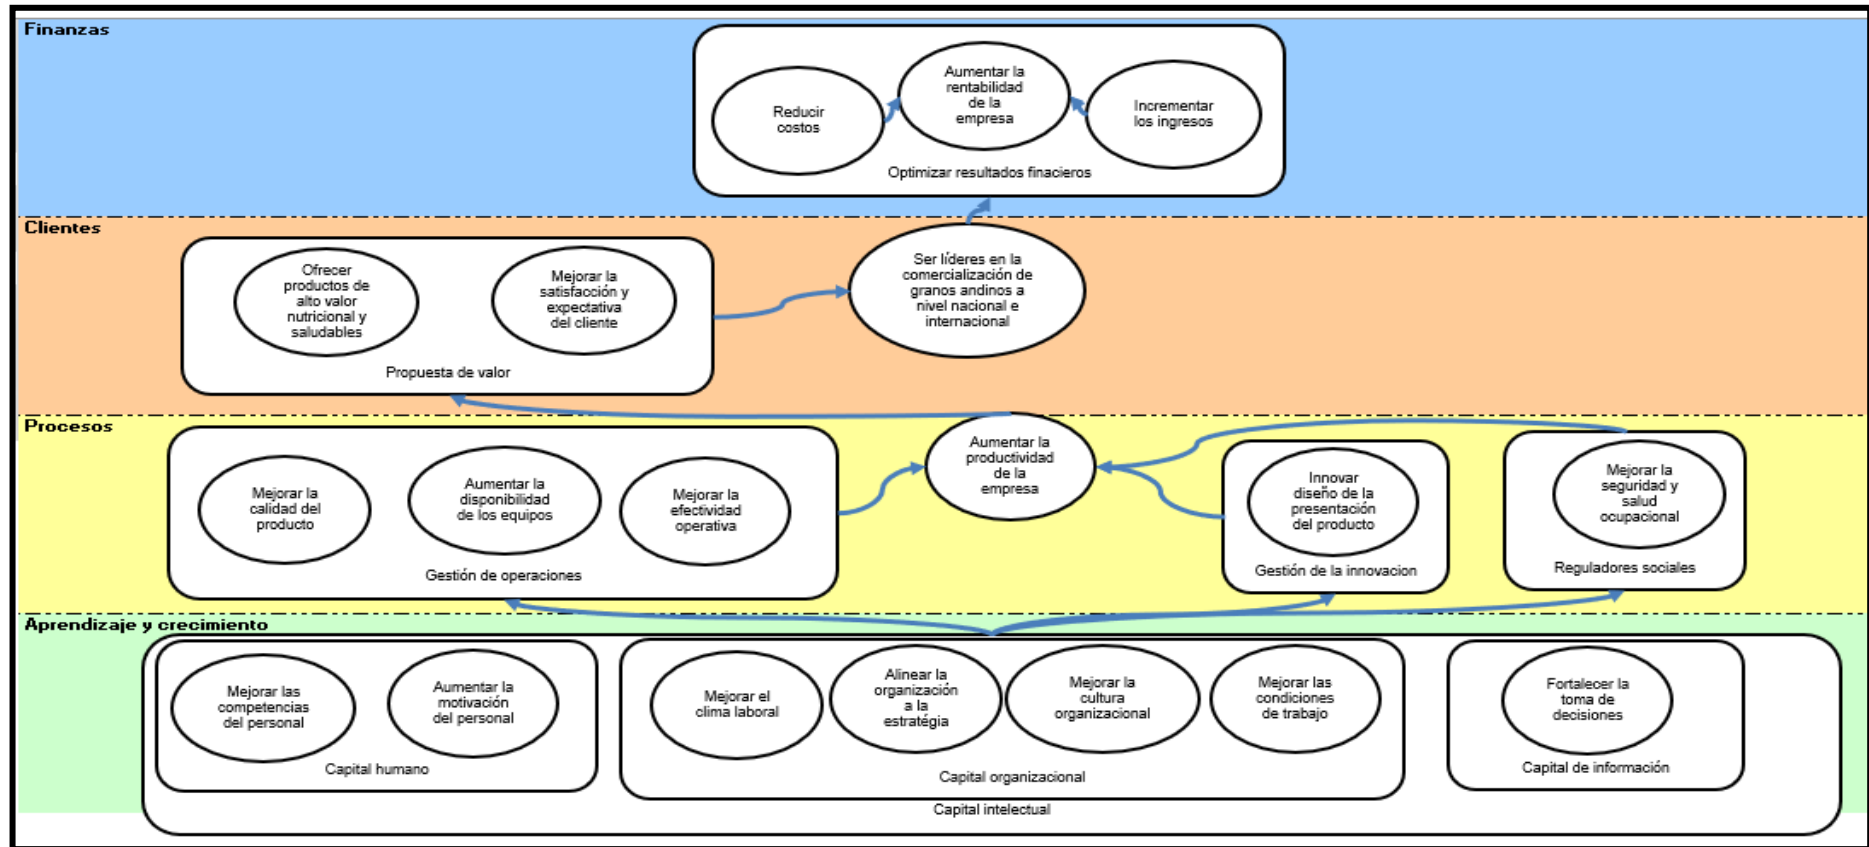 Finanzas
Reducir
costos
Aumentar la
rentabilidad
de la
empresa
Incrementar
los ingresos
Optimizar resultados finacieros
Clientes
Ofrecer
productos de
alto valor
nutricional y
saludables
Mejorar la
satisfacción y
expectativa
del cliente
Propuesta de valor
Ser líderes en la
comercialización de
granos andinos a
nivel nacional e
internacional
Procesos
Mejorar la
calidad del
producto
Aumentar la
disponibilidad
de los equipos
Mejorar la
efectividad
operativa
Gestión de operaciones
Aumentar la
productividad
de la
empresa
Innovar
diseño de la
presentación
del producto
Gestión de la innovacion
Mejorar la
seguridad y
salud
ocupacional
Reguladores sociales
Aprendizaje y crecimiento
Mejorar las
competencias
del personal
Aumentar la
motivación
del personal
Capital humano
Mejorar el
clima laboral
Alinear la
organización
a la
estratégia
Mejorar la
cultura
organizacional
Mejorar las
condiciones
de trabajo
Capital organizacional
Fortalecer la
toma de
decisiones
Capital de información
Capital intelectual